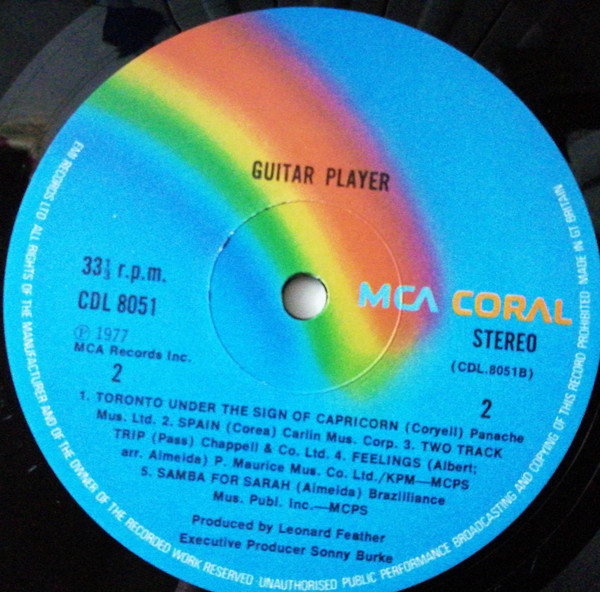 GUITAR PLAYER
33⅓ r.p.m.
CDL 8051
Ⓟ 1977
MCA Records Inc.
2
MCA CORAL
STEREO
(CDL.8051B)
2
1. TORONTO UNDER THE SIGN OF CAPRICORN (Coryell) Panache
Mus. Ltd. 2. SPAIN (Corea) Carlin Mus. Corp. 3. TWO TRACK
TRIP (Pass) Chappell & Co. Ltd. 4. FEELINGS (Albert;
arr. Almeida) P. Maurice Mus. Co. Ltd./KPM—MCPS
5. SAMBA FOR SARAH (Almeida) Brazilliance
Mus. Publ. Inc.—MCPS
Produced by Leonard Feather
Executive Producer Sonny Burke
EMI RECORDS LTD ALL RIGHTS OF THE MANUFACTURER AND OF THE OWNER OF THE RECORDED WORK RESERVED UNAUTHORISED PUBLIC PERFORMANCE BROADCASTING AND COPYING OF THIS RECORD PROHIBITED MADE IN GT BRITAIN